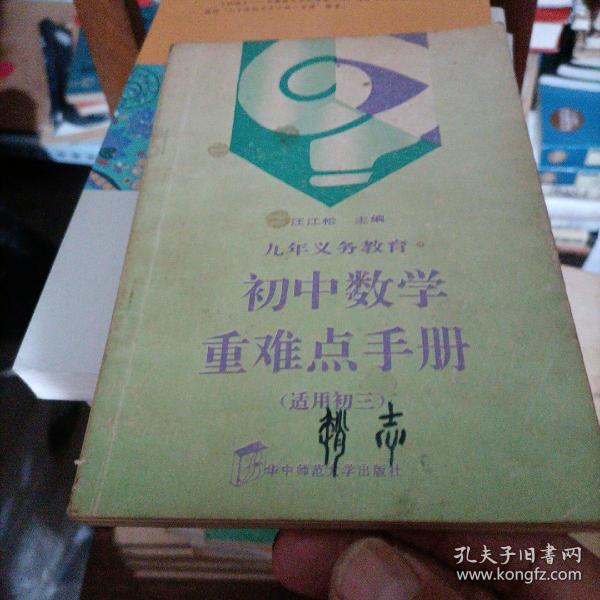 汪江松 主编
九年义务教育
初中数学
重难点手册
(适用初三)
志
华中师范大学出版社
孔夫子旧书网
www.kongfz.com